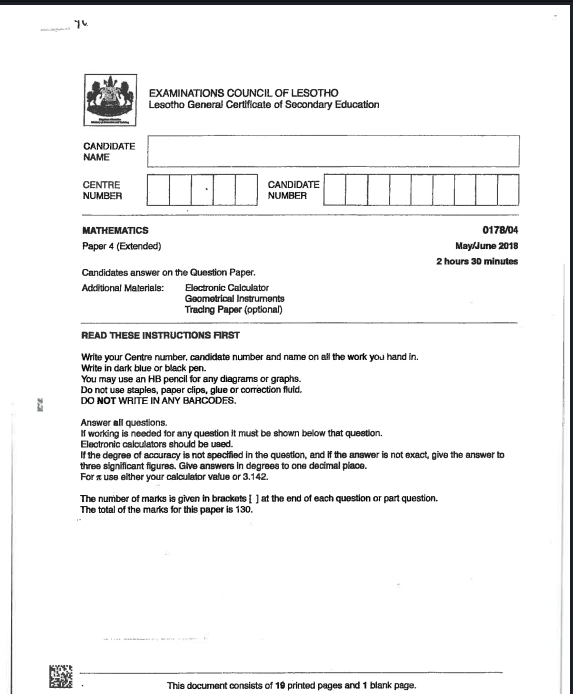 EXAMINATIONS COUNCIL OF LESOTHO
Lesotho General Certificate of Secondary Education
CANDIDATE
NAME
CENTRE
NUMBER
CANDIDATE
NUMBER
MATHEMATICS 0178/04
Paper 4 (Extended) May/June 2018
2 hours 30 minutes
Candidates answer on the Question Paper.
Additional Materials: Electronic Calculator
Geometrical Instruments
Tracing Paper (optional)
READ THESE INSTRUCTIONS FIRST
Write your Centre number, candidate number and name on all the work you hand in.
Write in dark blue or black pen.
You may use an HB pencil for any diagrams or graphs.
Do not use staples, paper clips, glue or correction fluid.
DO NOT WRITE IN ANY BARCODES.
Answer all questions.
If working is needed for any question it must be shown below that question.
Electronic calculators should be used.
If the degree of accuracy is not specified in the question, and if the answer is not exact, give the answer to
three significant figures. Give answers in degrees to one decimal place.
For π use either your calculator value or 3.142.
The number of marks is given in brackets [ ] at the end of each question or part question.
The total of the marks for this paper is 130.
This document consists of 19 printed pages and 1 blank page.